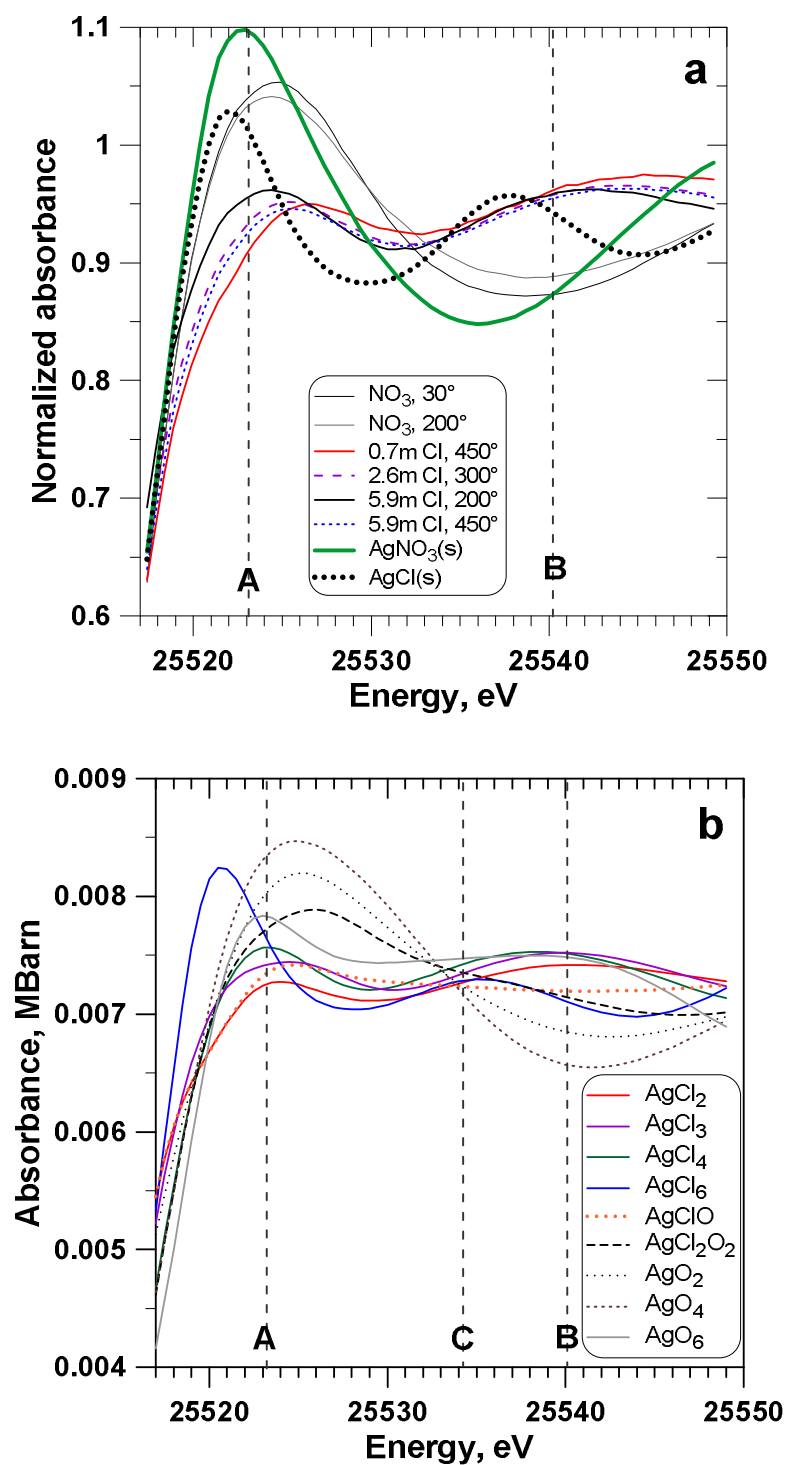 1.1
a
1
Normalized absorbance
0.9
0.8
NO₃, 30°
NO₃, 200°
0.7m Cl, 450°
2.6m Cl, 300°
5.9m Cl, 200°
5.9m Cl, 450°
AgNO₃(s)
AgCl(s)
0.7
A
B
0.6
25520 25530 25540 25550
Energy, eV
0.009
b
0.008
0.007
Absorbance, MBarn
0.006
AgCl₂
AgCl₃
AgCl₄
AgCl₆
AgClO
AgCl₂O₂
AgO₂
AgO₄
AgO₆
0.005
A C B
0.004
25520 25530 25540 25550
Energy, eV